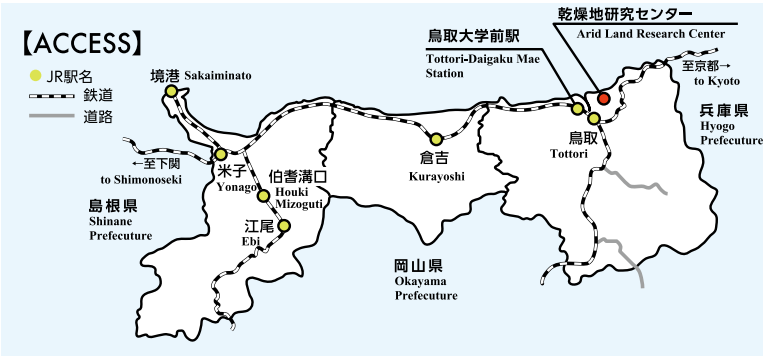 【ACCESS】
JR駅名
鉄道
道路
乾燥地研究センター
Arid Land Research Center
鳥取大学前駅
Tottori-Daigaku Mae
Station
至京都→
to Kyoto
境港 Sakaiminato
兵庫県
Hyogo
Prefecuture
鳥取
Tottori
倉吉
Kurayoshi
←至下関
to Shimonoseki
米子
Yonago
伯耆溝口
Houki
Mizoguti
島根県
Shinane
Prefecuture
江尾
Ebi
岡山県
Okayama
Prefecuture